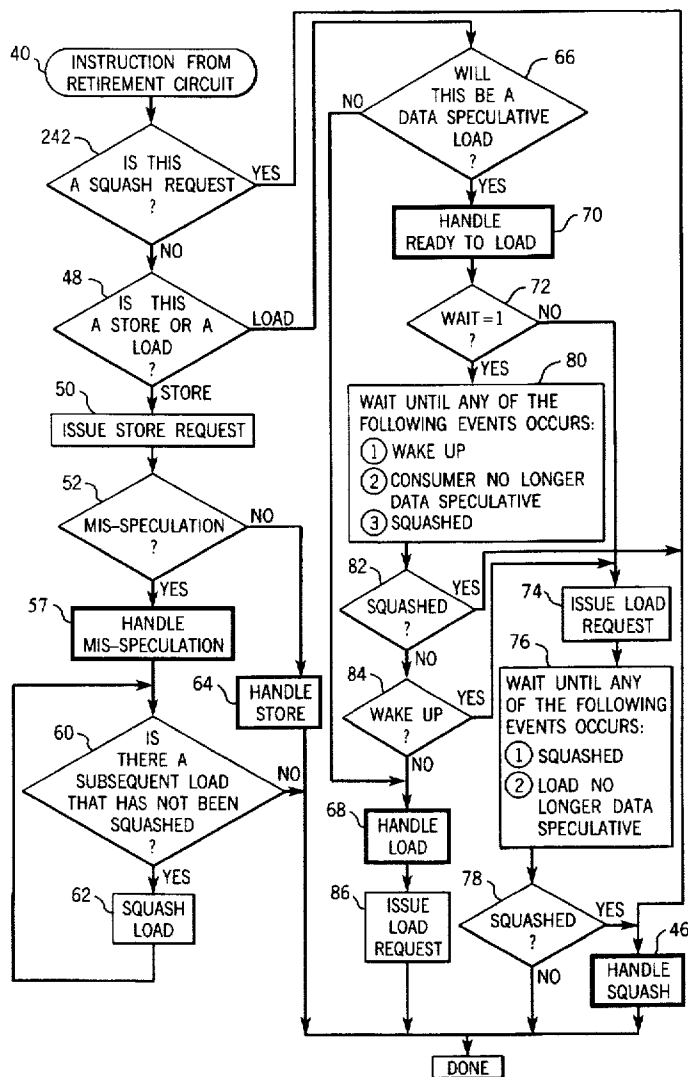 40
INSTRUCTION FROM
RETIREMENT CIRCUIT
242
IS THIS
A SQUASH REQUEST
?
YES
NO
48
IS THIS
A STORE OR A
LOAD
?
LOAD
STORE
50
ISSUE STORE REQUEST
52
MIS-SPECULATION
?
NO
YES
57
HANDLE
MIS-SPECULATION
64
HANDLE
STORE
60
IS
THERE A
SUBSEQUENT LOAD
THAT HAS NOT BEEN
SQUASHED
?
NO
YES
62
SQUASH
LOAD
66
WILL
THIS BE A
DATA SPECULATIVE
LOAD
?
NO
YES
HANDLE
READY TO LOAD
70
72
WAIT=1
?
NO
YES
80
WAIT UNTIL ANY OF THE
FOLLOWING EVENTS OCCURS:
1 WAKE UP
2 CONSUMER NO LONGER
DATA SPECULATIVE
3 SQUASHED
82
SQUASHED
?
YES
NO
84
WAKE UP
?
YES
NO
68
HANDLE
LOAD
86
ISSUE
LOAD
REQUEST
74
ISSUE LOAD
REQUEST
76
WAIT UNTIL ANY
OF THE FOLLOWING
EVENTS OCCURS:
1 SQUASHED
2 LOAD NO
LONGER DATA
SPECULATIVE
78
SQUASHED
?
YES
NO
46
HANDLE
SQUASH
DONE